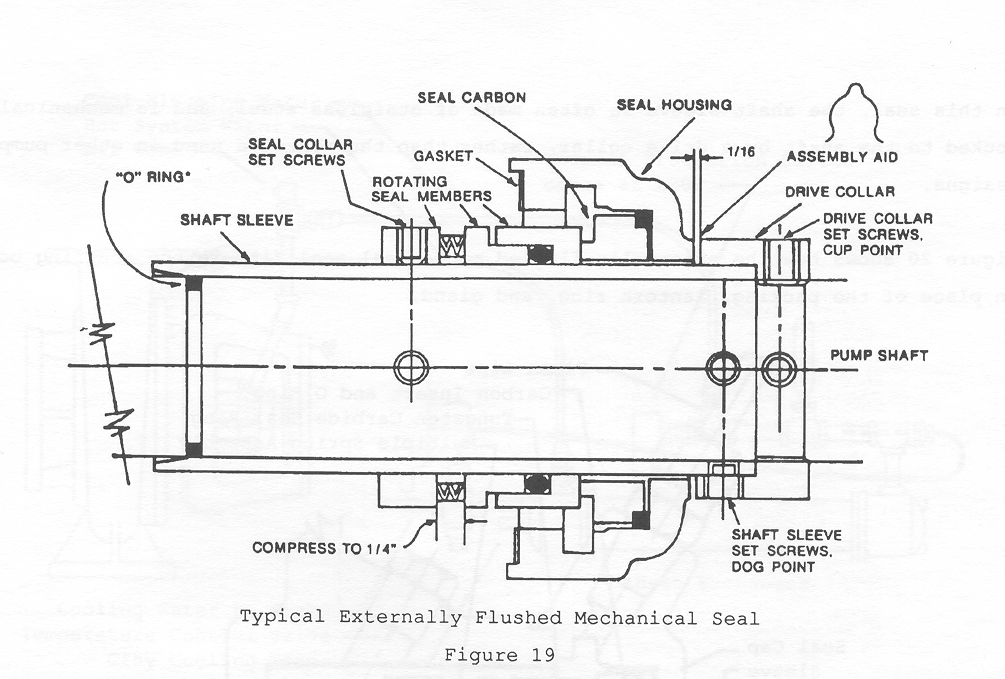 SEAL CARBON
SEAL HOUSING
SEAL COLLAR
SET SCREWS
GASKET
1/16
ASSEMBLY AID
"O" RING"
ROTATING
SEAL MEMBERS
DRIVE COLLAR
SHAFT SLEEVE
DRIVE COLLAR
SET SCREWS,
CUP POINT
PUMP SHAFT
COMPRESS TO 1/4"
SHAFT SLEEVE
SET SCREWS,
DOG POINT
Typical Externally Flushed Mechanical Seal
Figure 19